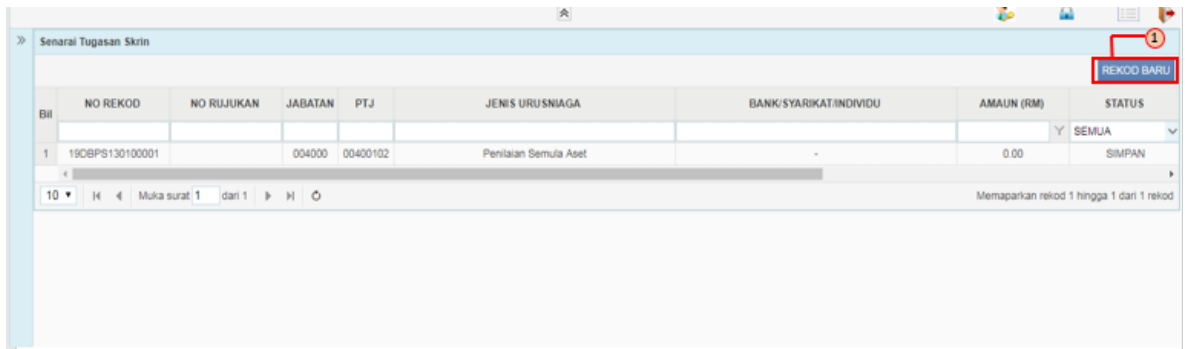 1
Senarai Tugasan Skrin
REKOD BARU
Bil NO REKOD NO RUJUKAN JABATAN PTJ JENIS URUSNIAGA BANK/SYARIKAT/INDIVIDU AMAUN (RM) STATUS
SEMUA
1 19DBPS130100001 004000 00400102 Penilaian Semula Aset - 0.00 SIMPAN
10 Muka surat 1 dari 1 Memaparkan rekod 1 hingga 1 dari 1 rekod